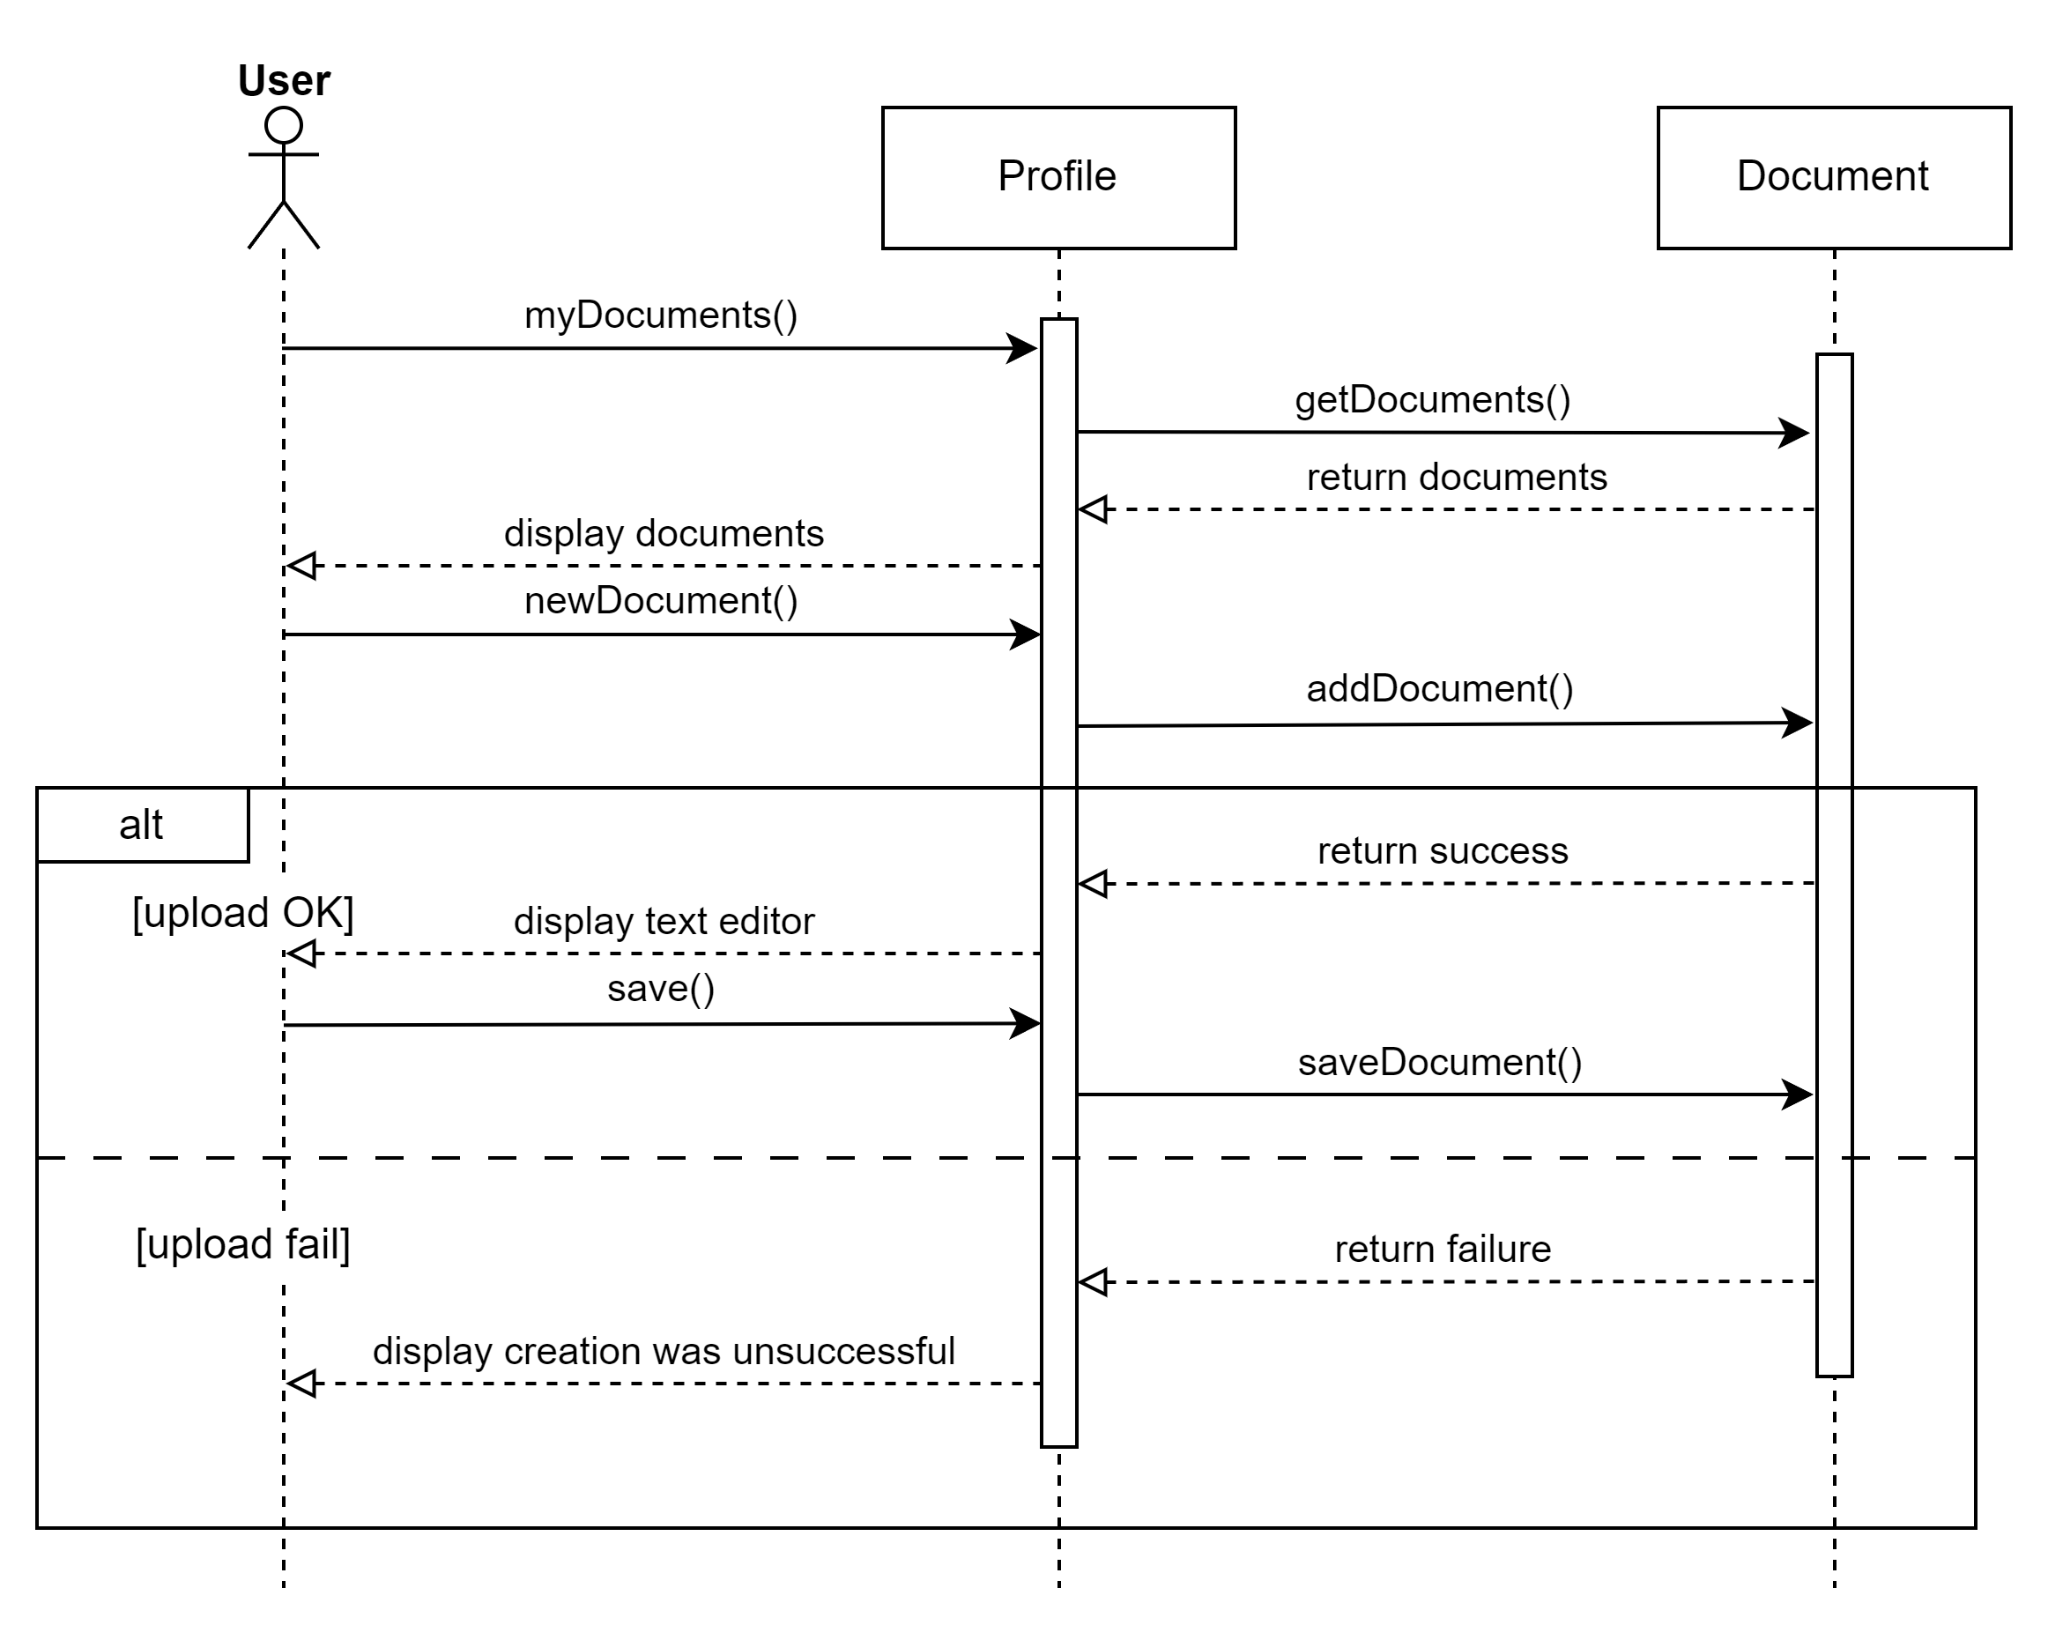 User
Profile
Document
myDocuments()
getDocuments()
return documents
display documents
newDocument()
addDocument()
alt
return success
[upload OK]
display text editor
save()
saveDocument()
[upload fail]
return failure
display creation was unsuccessful